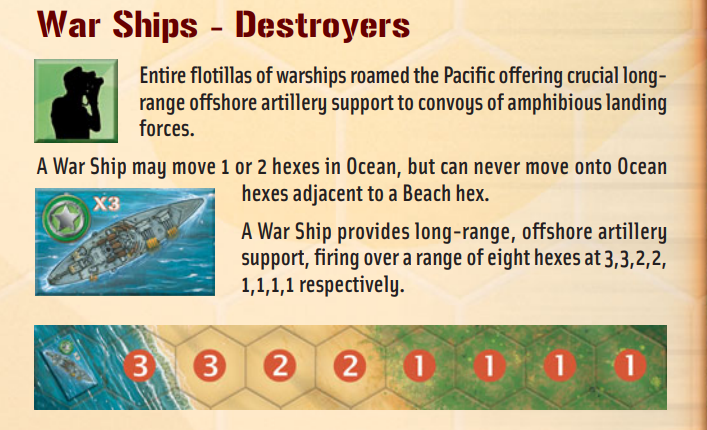 War Ships - Destroyers
Entire flotillas of warships roamed the Pacific offering crucial long-
range offshore artillery support to convoys of amphibious landing
forces.
A War Ship may move 1 or 2 hexes in Ocean, but can never move onto Ocean
hexes adjacent to a Beach hex.
X3
A War Ship provides long-range, offshore artillery
support, firing over a range of eight hexes at 3,3,2,2,
1,1,1,1 respectively.
3 3 2 2 1 1 1 1